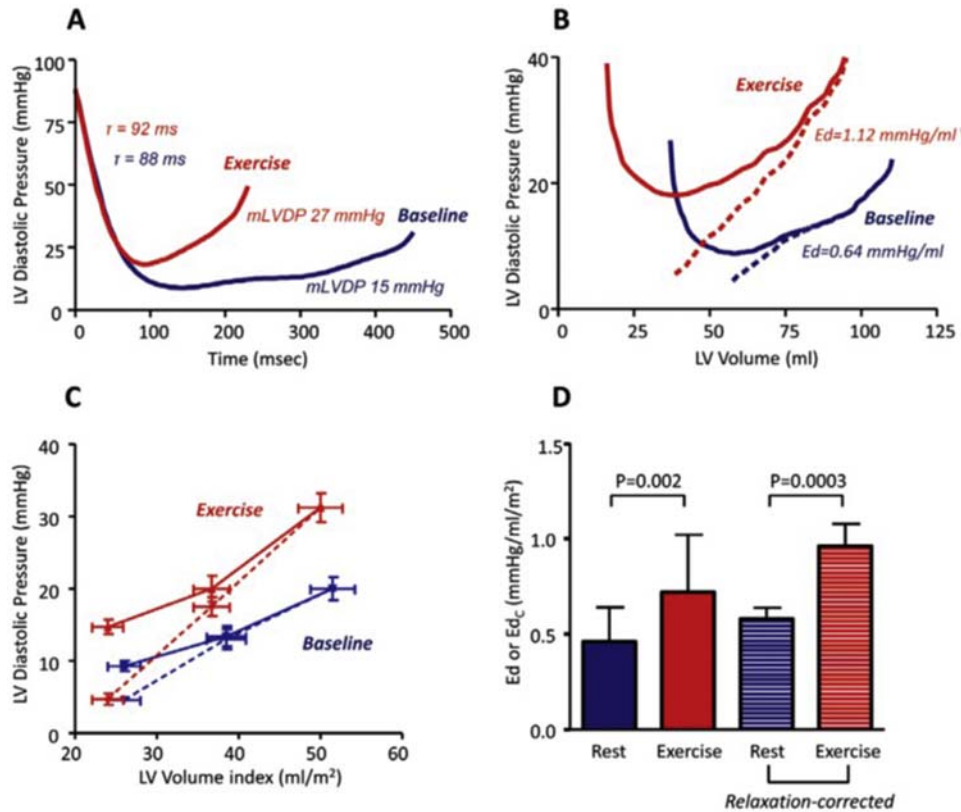 A
LV Diastolic Pressure (mmHg)
100
75
50
25
0
τ = 92 ms
τ = 88 ms
Exercise
mLVDP 27 mmHg
Baseline
mLVDP 15 mmHg
0 100 200 300 400 500
Time (msec)
B
LV Diastolic Pressure (mmHg)
40
20
0
Exercise
Ed=1.12 mmHg/ml
Baseline
Ed=0.64 mmHg/ml
0 25 50 75 100 125
LV Volume (ml)
C
LV Diastolic Pressure (mmHg)
40
30
20
10
0
Exercise
Baseline
20 30 40 50 60
LV Volume index (ml/m²)
D
Ed or Ed_C (mmHg/ml/m²)
1.5
1.0
0.5
0.0
P=0.002
P=0.0003
Rest Exercise Rest Exercise
Relaxation-corrected